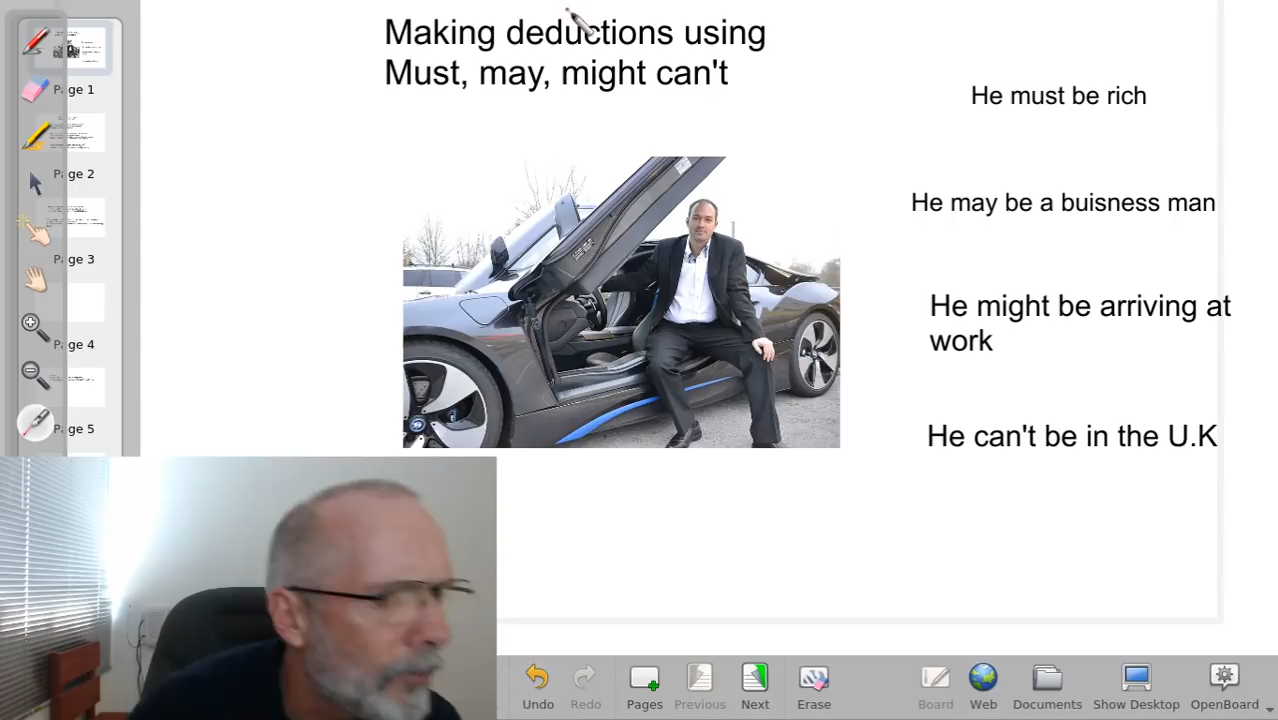 Making deductions using
Must, may, might can't
He must be rich
He may be a buisness man
He might be arriving at
work
He can't be in the U.K
Page 1
Page 2
Page 3
Page 4
Page 5
Undo
Redo
Pages
Previous
Next
Erase
Board
Web
Documents
Show Desktop
OpenBoard